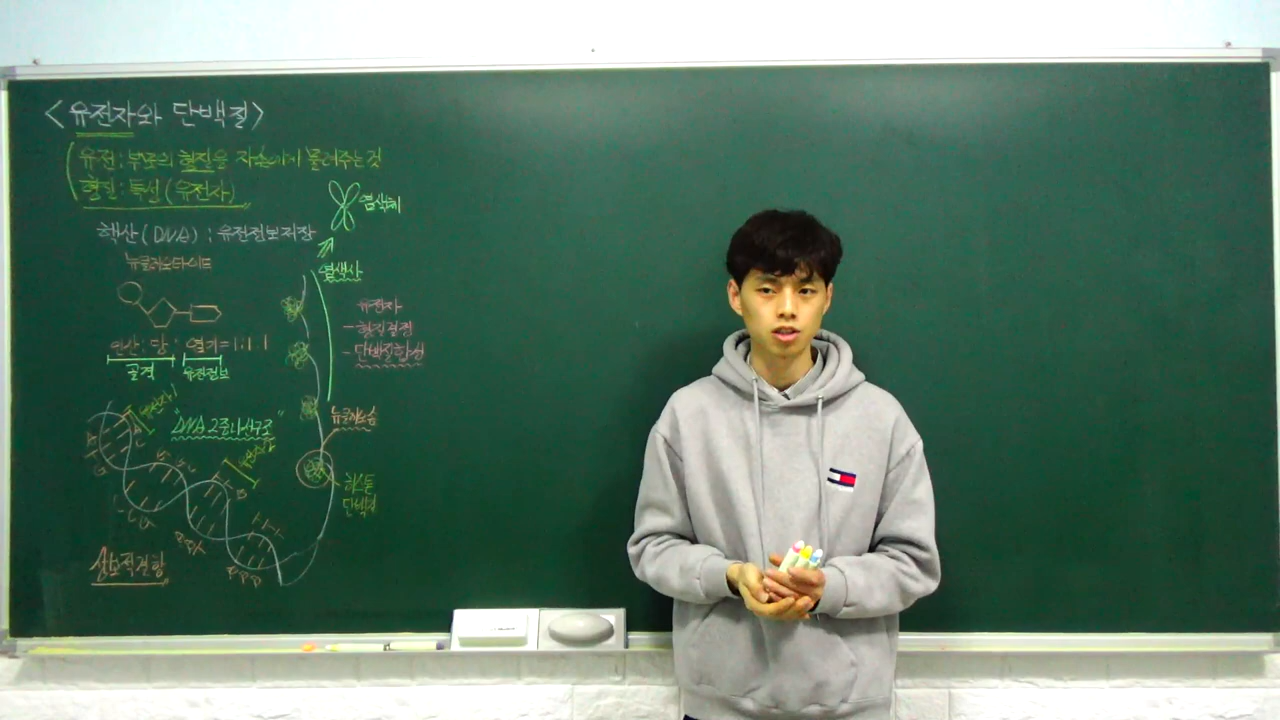 <유전자와 단백질>
유전 : 부모의 형질을 자손에게 물려주는 것
형질 : 특성 (유전자)
염색체
핵산 (DNA) : 유전정보저장
뉴클레오타이드
염색사
유전자
- 형질결정
- 단백질합성
인산 : 당 : 염기 = 1:1:1
골격 유전정보
"DNA 2중나선구조"
뉴클레오솜
히스톤
단백질
상보적결합